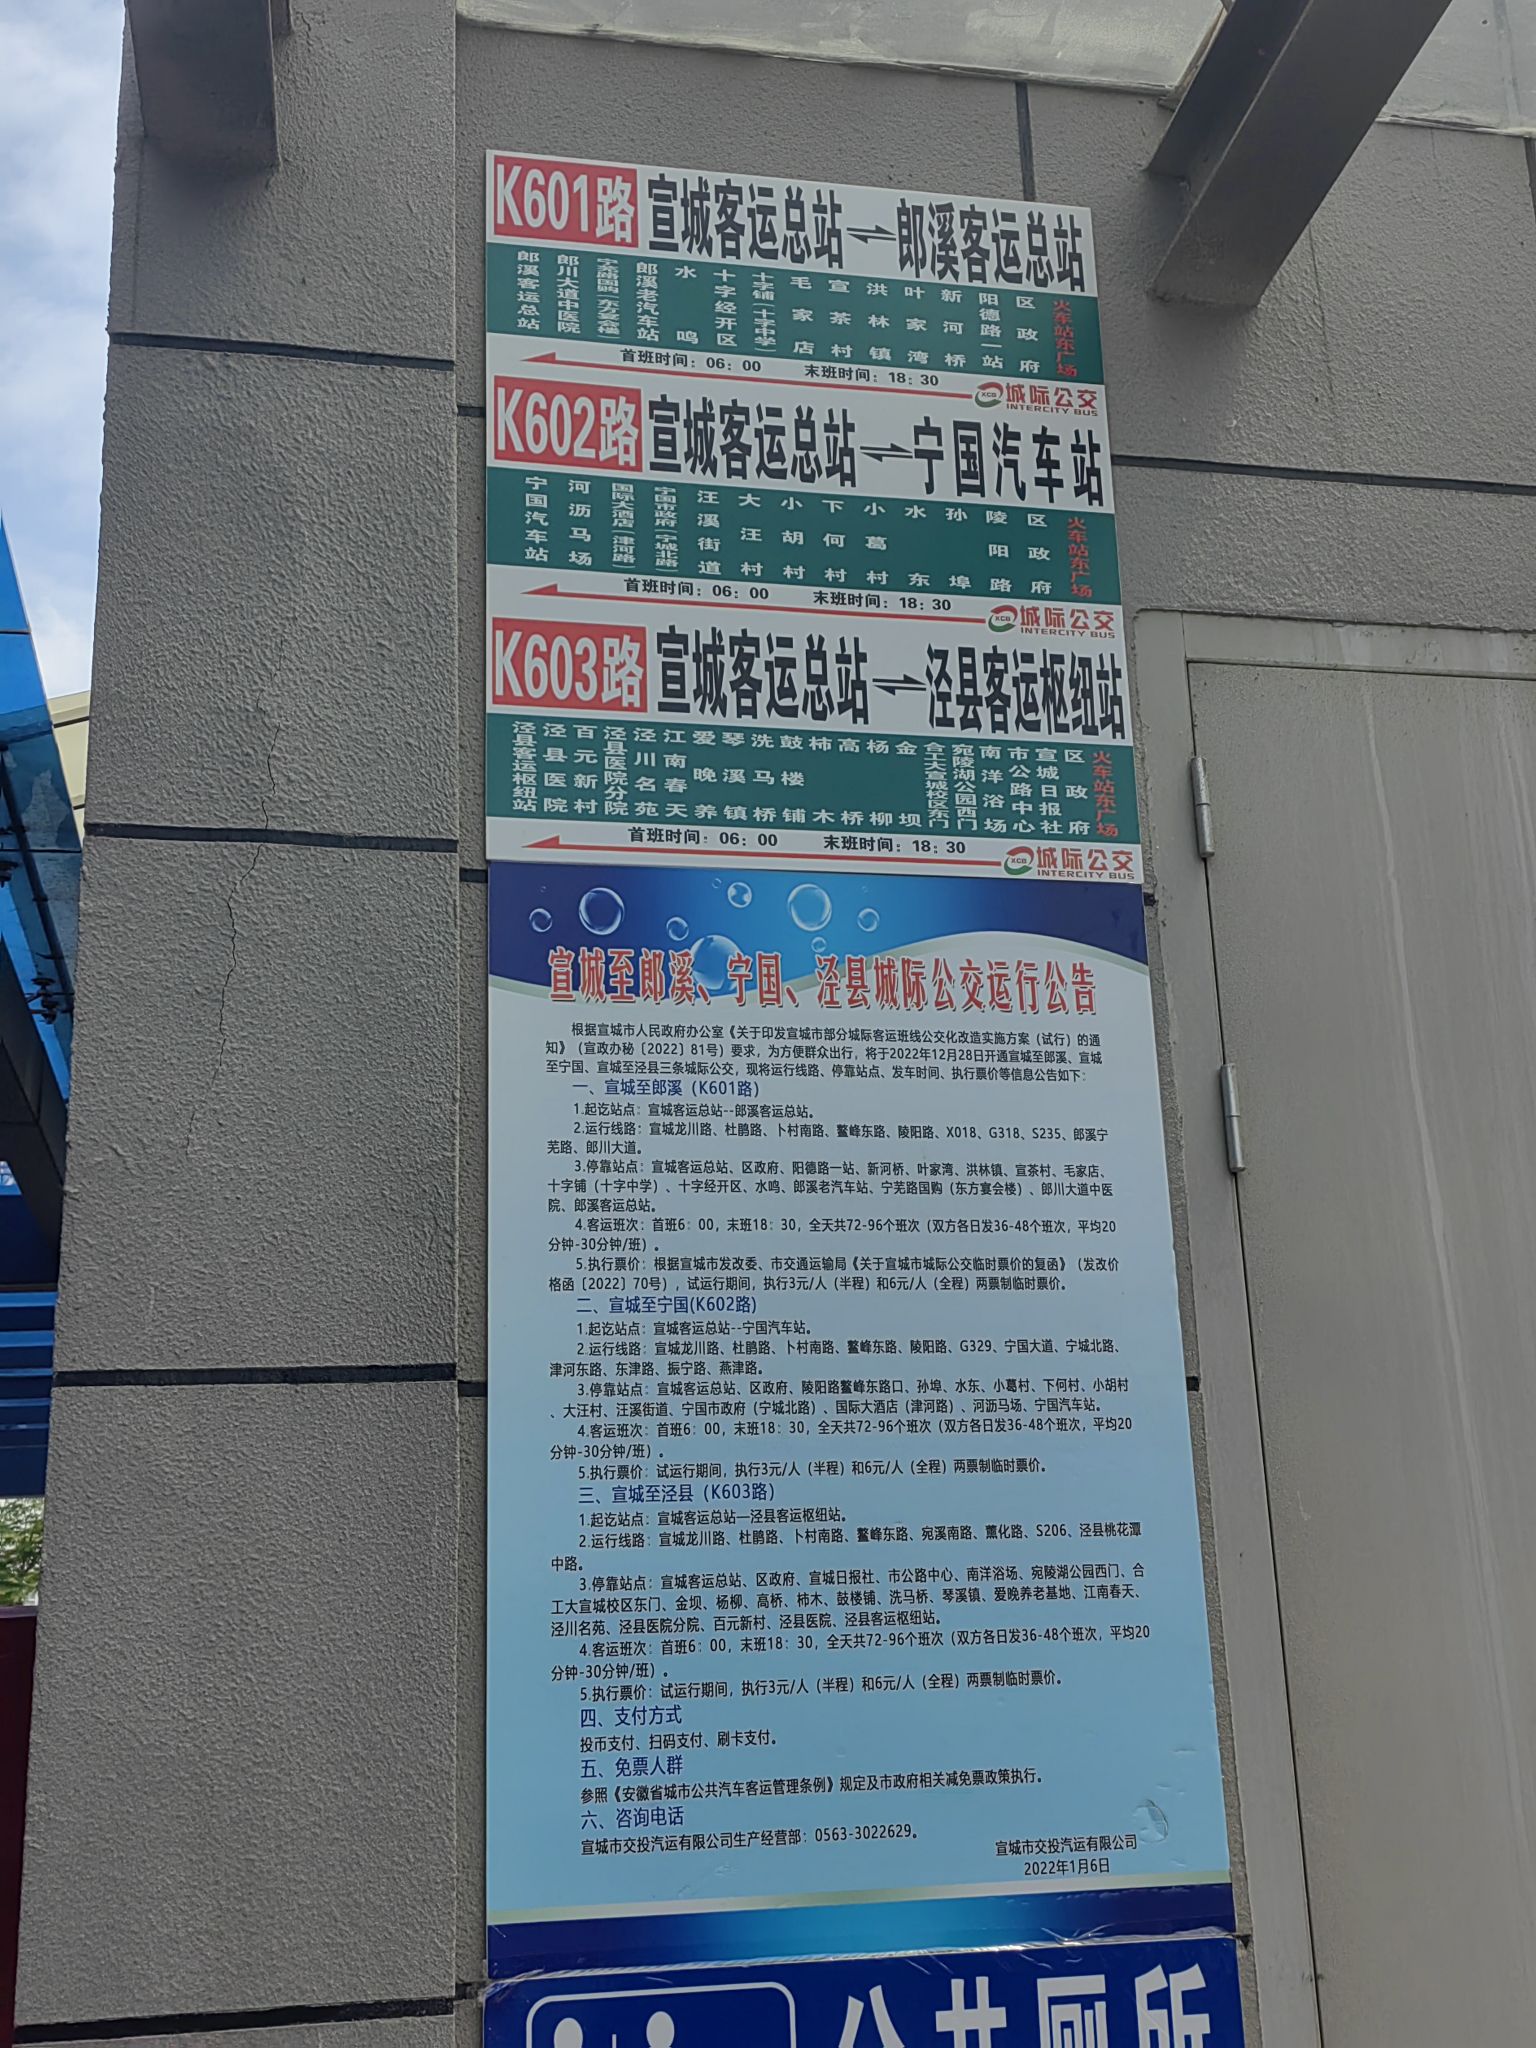 K601路 宣城客运总站⇌郎溪客运总站
郎溪客运总站 郎川大道中医院 宁芜路国购(东方宴会楼) 郎溪老汽车站 水鸣 十字经开区 十字铺(十字中学) 毛家店 宣茶村 洪林镇 叶家湾 新河桥 阳德路一站 区政府 火车站东广场
首班时间:06:00 末班时间:18:30
XCB 城际公交
INTERCITY BUS
K602路 宣城客运总站⇌宁国汽车站
宁国汽车站 河沥马场 国际大酒店(津河路) 宁国市政府(宁城北路) 汪溪街道 大汪村 小胡村 下何村 小葛村 水东 孙埠 陵阳路 区政府 火车站东广场
首班时间:06:00 末班时间:18:30
XCB 城际公交
INTERCITY BUS
K603路 宣城客运总站⇌泾县客运枢纽站
泾县客运枢纽站 泾县医院 百元新村 泾县医院分院 泾川名苑 江南春天 爱晚养 琴溪镇 洗马桥 鼓楼铺 柿木 高桥 杨柳 金坝 合工大宣城校区东门 宛陵湖公园西门 南洋浴场 市公路中心 宣城日报社 区政府 火车站东广场
首班时间:06:00 末班时间:18:30
XCB 城际公交
INTERCITY BUS
宣城至郎溪、宁国、泾县城际公交运行公告
根据宣城市人民政府办公室《关于印发宣城市部分城际客运班线公交化改造实施方案（试行）的通
知》（宣政办秘〔2022〕81号）要求，为方便群众出行，将于2022年12月28日开通宣城至郎溪、宣城
至宁国、宣城至泾县三条城际公交，现将运行线路、停靠站点、发车时间、执行票价等信息公告如下：
一、宣城至郎溪（K601路）
1.起讫站点：宣城客运总站--郎溪客运总站。
2.运行线路：宣城龙川路、杜鹃路、卜村南路、鳌峰东路、陵阳路、X018、G318、S235、郎溪宁
芜路、郎川大道。
3.停靠站点：宣城客运总站、区政府、阳德路一站、新河桥、叶家湾、洪林镇、宣茶村、毛家店、
十字铺（十字中学）、十字经开区、水鸣、郎溪老汽车站、宁芜路国购（东方宴会楼）、郎川大道中医
院、郎溪客运总站。
4.客运班次：首班6：00，末班18：30，全天共72-96个班次（双方各日发36-48个班次，平均20
分钟-30分钟/班）。
5.执行票价：根据宣城市发改委、市交通运输局《关于宣城市城际公交临时票价的复函》（发改价
格函〔2022〕70号），试运行期间，执行3元/人（半程）和6元/人（全程）两票制临时票价。
二、宣城至宁国(K602路)
1.起讫站点：宣城客运总站--宁国汽车站。
2.运行线路：宣城龙川路、杜鹃路、卜村南路、鳌峰东路、陵阳路、G329、宁国大道、宁城北路、
津河东路、东津路、振宁路、燕津路。
3.停靠站点：宣城客运总站、区政府、陵阳路鳌峰东路口、孙埠、水东、小葛村、下何村、小胡村
、大汪村、汪溪街道、宁国市政府（宁城北路）、国际大酒店（津河路）、河沥马场、宁国汽车站。
4.客运班次：首班6：00，末班18：30，全天共72-96个班次（双方各日发36-48个班次，平均20
分钟-30分钟/班）。
5.执行票价：试运行期间，执行3元/人（半程）和6元/人（全程）两票制临时票价。
三、宣城至泾县（K603路）
1.起讫站点：宣城客运总站—泾县客运枢纽站。
2.运行线路：宣城龙川路、杜鹃路、卜村南路、鳌峰东路、宛溪南路、薰化路、S206、泾县桃花潭
中路。
3.停靠站点：宣城客运总站、区政府、宣城日报社、市公路中心、南洋浴场、宛陵湖公园西门、合
工大宣城校区东门、金坝、杨柳、高桥、柿木、鼓楼铺、洗马桥、琴溪镇、爱晚养老基地、江南春天、
泾川名苑、泾县医院分院、百元新村、泾县医院、泾县客运枢纽站。
4.客运班次：首班6：00，末班18：30，全天共72-96个班次（双方各日发36-48个班次，平均20
分钟-30分钟/班）。
5.执行票价：试运行期间，执行3元/人（半程）和6元/人（全程）两票制临时票价。
四、支付方式
投币支付、扫码支付、刷卡支付。
五、免票人群
参照《安徽省城市公共汽车客运管理条例》规定及市政府相关减免票政策执行。
六、咨询电话
宣城市交投汽运有限公司生产经营部：0563-3022629。
宣城市交投汽运有限公司
2022年1月6日
公共厕所